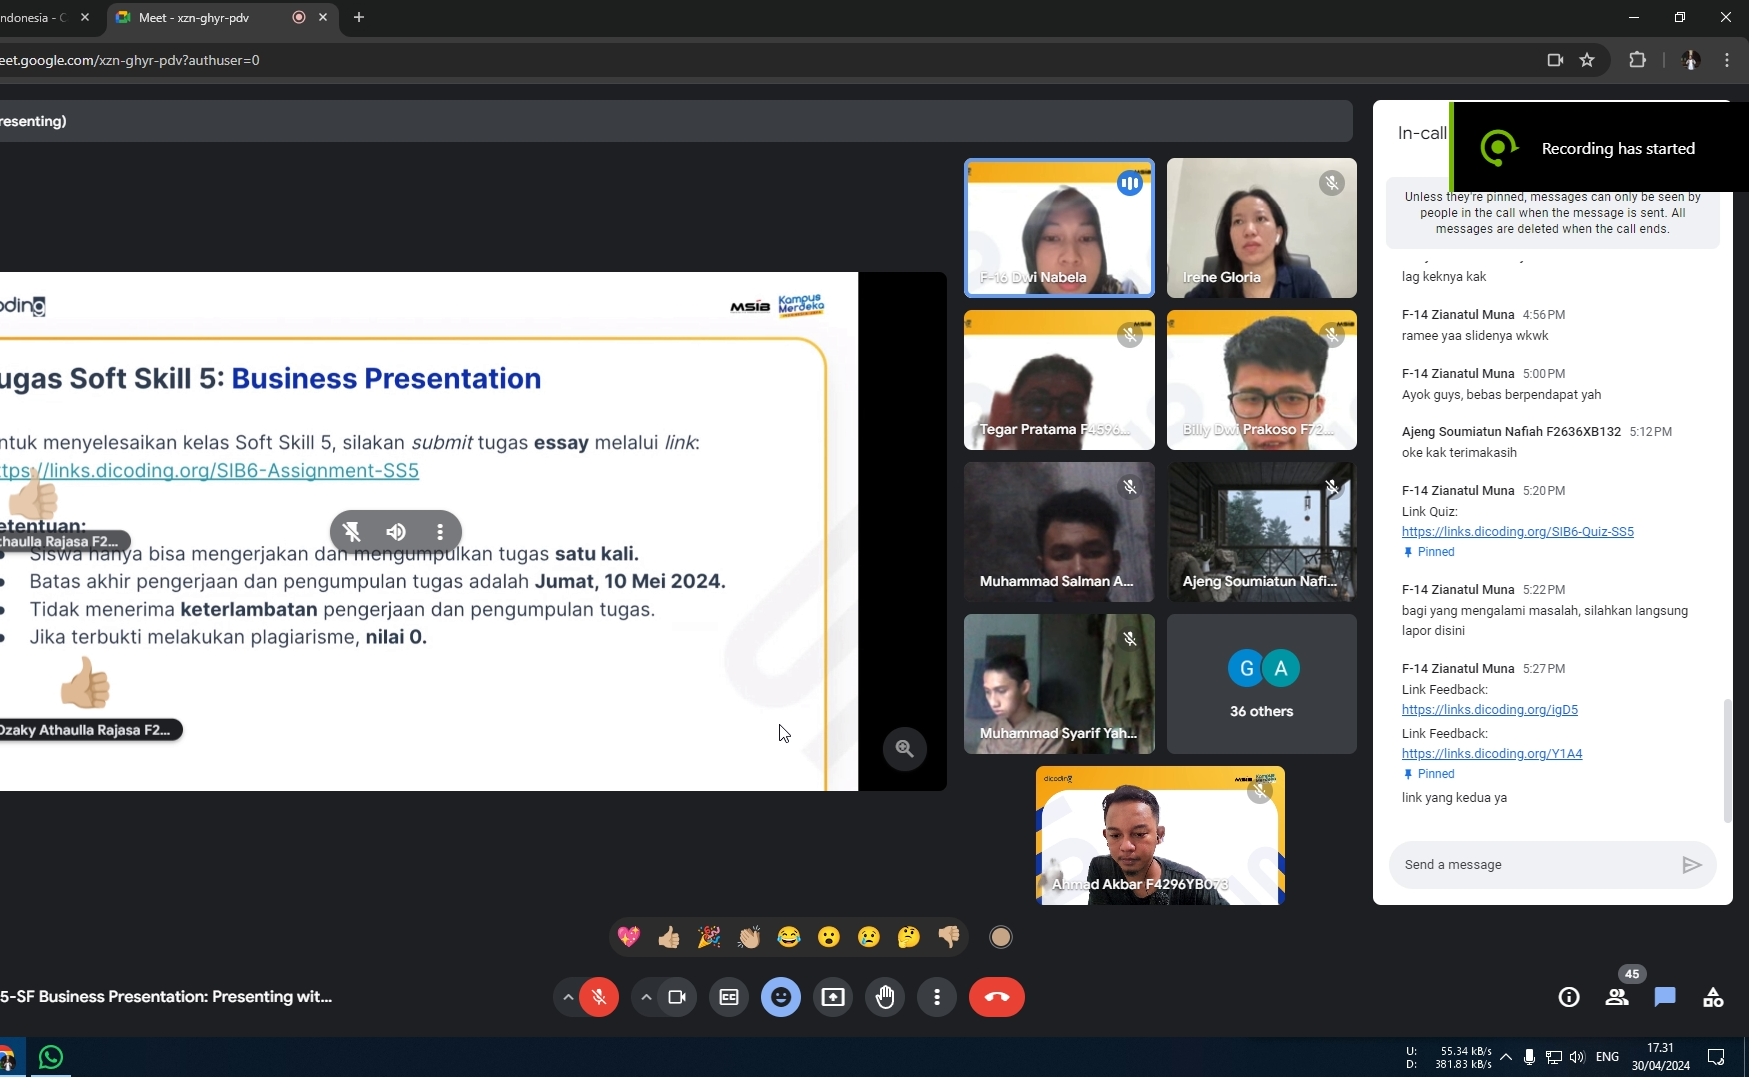 ndonesia - C
Meet - xzn-ghyr-pdv
eet.google.com/xzn-ghyr-pdv?authuser=0
resenting)
In-call
Recording has started
Unless they're pinned, messages can only be seen by
people in the call when the message is sent. All
messages are deleted when the call ends.
lag keknya kak
F-14 Zianatul Muna 4:56 PM
ramee yaa slidenya wkwk
F-14 Zianatul Muna 5:00 PM
Ayok guys, bebas berpendapat yah
Ajeng Soumiatun Nafiah F2636XB132 5:12 PM
oke kak terimakasih
F-14 Zianatul Muna 5:20 PM
Link Quiz:
https://links.dicoding.org/SIB6-Quiz-SS5
Pinned
F-14 Zianatul Muna 5:22 PM
bagi yang mengalami masalah, silahkan langsung
lapor disini
F-14 Zianatul Muna 5:27 PM
Link Feedback:
https://links.dicoding.org/igD5
Link Feedback:
https://links.dicoding.org/Y1A4
Pinned
link yang kedua ya
Send a message
oding
MSIB Kampus
Merdeka
ugas Soft Skill 5: Business Presentation
ntuk menyelesaikan kelas Soft Skill 5, silakan submit tugas essay melalui link:
ttps://links.dicoding.org/SIB6-Assignment-SS5
etentuan:
thaulla Rajasa F2...
Siswa hanya bisa mengerjakan dan mengumpulkan tugas satu kali.
Batas akhir pengerjaan dan pengumpulan tugas adalah Jumat, 10 Mei 2024.
Tidak menerima keterlambatan pengerjaan dan pengumpulan tugas.
Jika terbukti melakukan plagiarisme, nilai 0.
Dzaky Athaulla Rajasa F2...
F-16 Dwi Nabela
Irene Gloria
Tegar Pratama F4596...
Billy Dwi Prakoso F72...
Muhammad Salman A...
Ajeng Soumiatun Nafi...
Muhammad Syarif Yah...
G A
36 others
dicoding
MSIB Kampus
Merdeka
Ahmad Akbar F4296YB073
5-SF Business Presentation: Presenting wit...
CC
45
U: 55.34 kB/s
D: 381.83 kB/s
ENG
17.31
30/04/2024